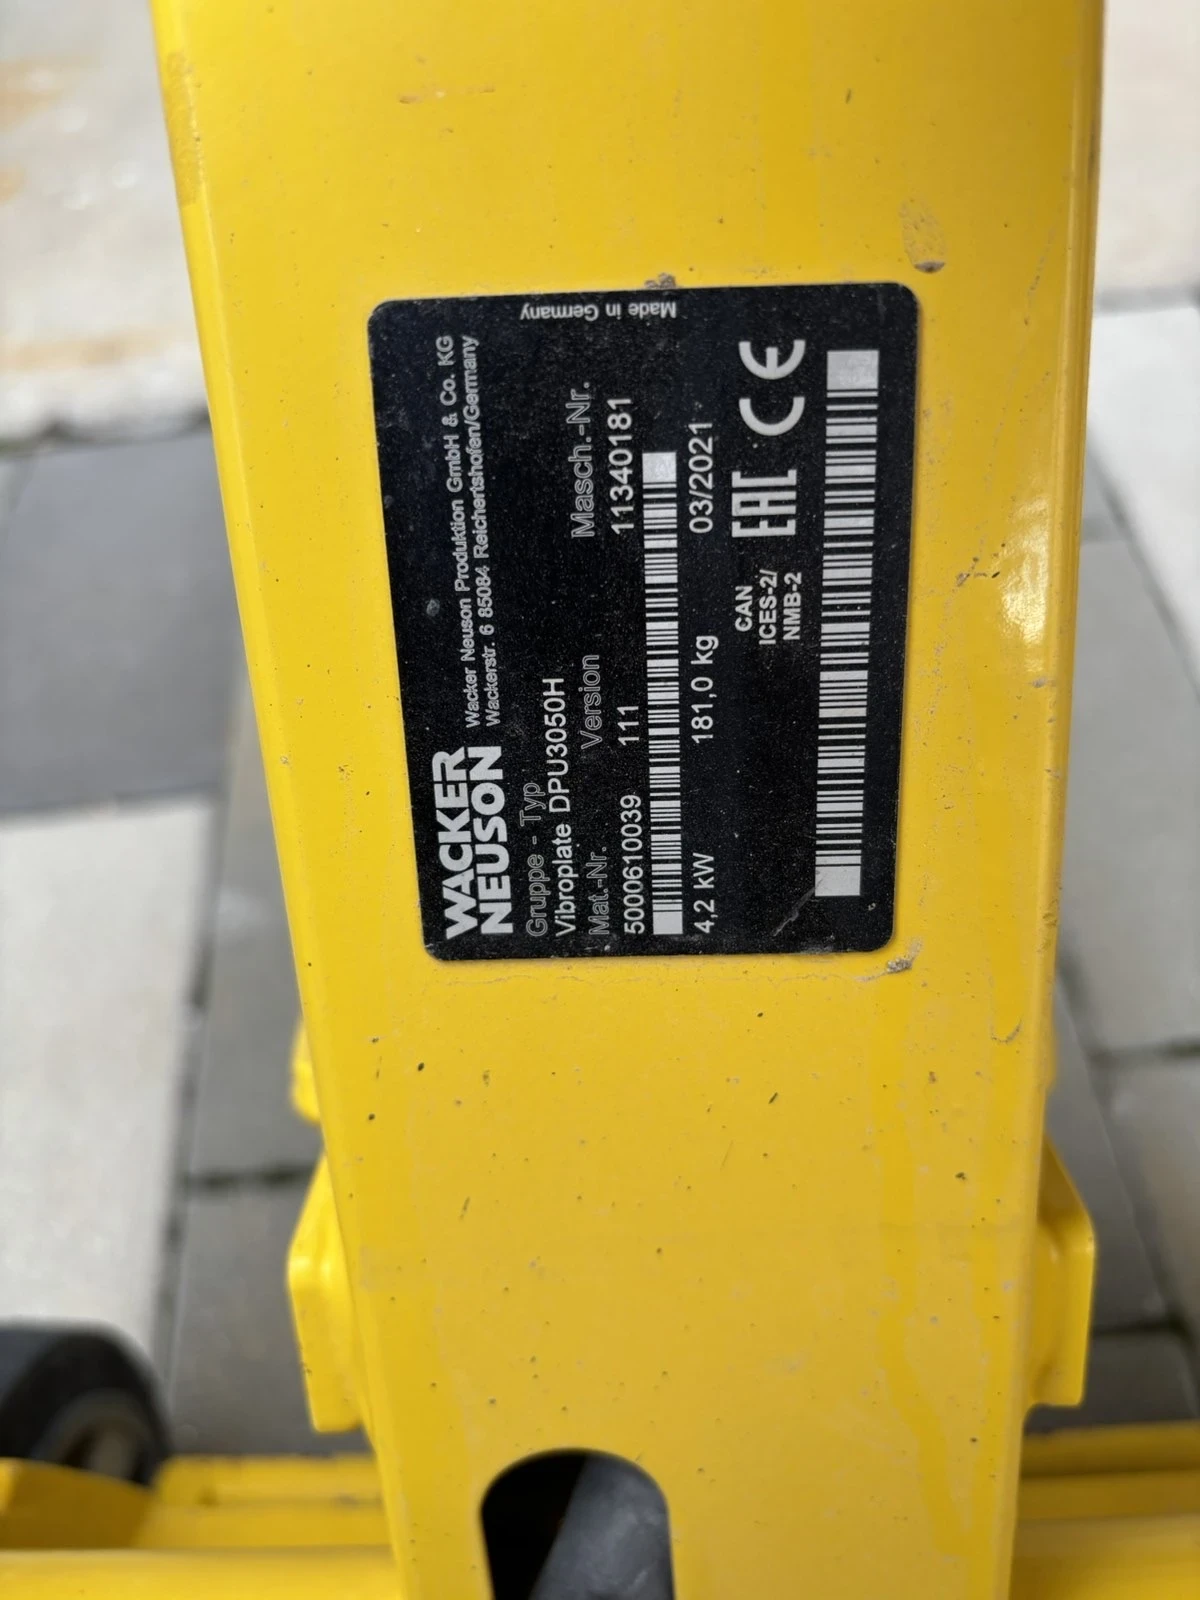 WACKER
NEUSON
Wacker Neuson Produktion GmbH & Co. KG
Wackerstr. 6 85084 Reichertshofen/Germany
Gruppe - Typ
Vibroplate DPU3050H
Mat.-Nr. Version Masch.-Nr.
5000610039 111 11340181
4,2 kW 181,0 kg 03/2021
CAN
ICES-2/
NMB-2
EAC CE
Made in Germany